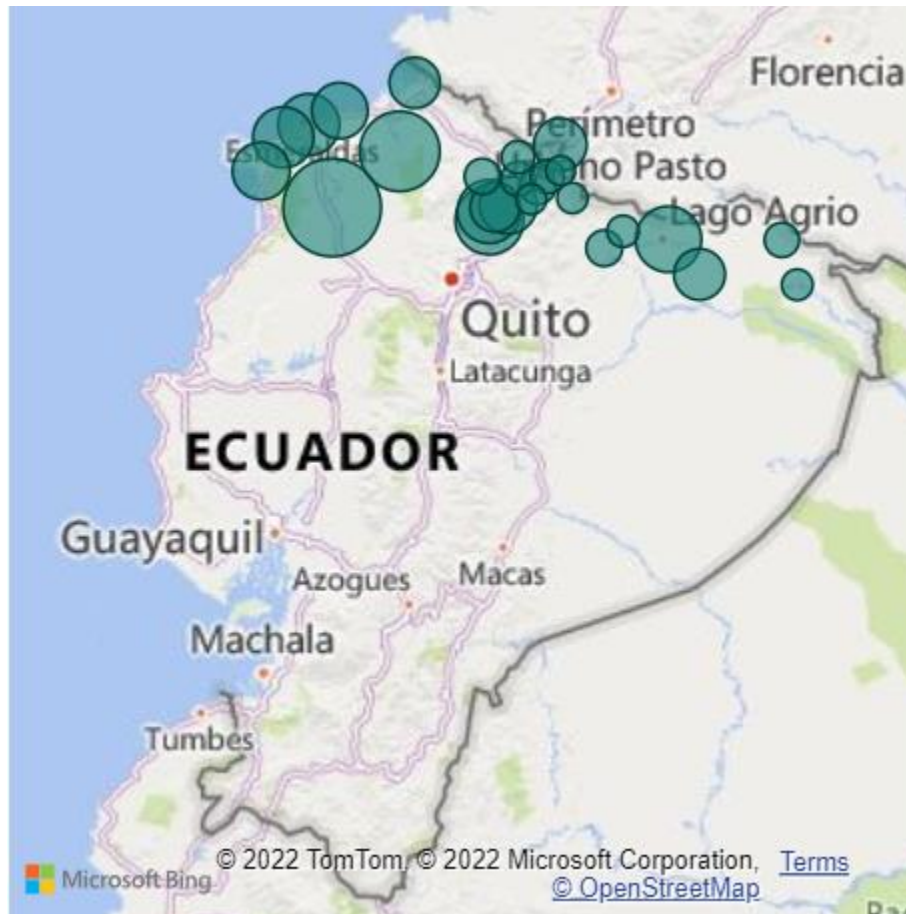 Florencia
Perímetro
no Pasto
Lago Agrio
Quito
Latacunga
ECUADOR
Guayaquil
Azogues
Macas
Machala
Tumbes
© 2022 TomTom, © 2022 Microsoft Corporation, Terms
Microsoft Bing
© OpenStreetMap